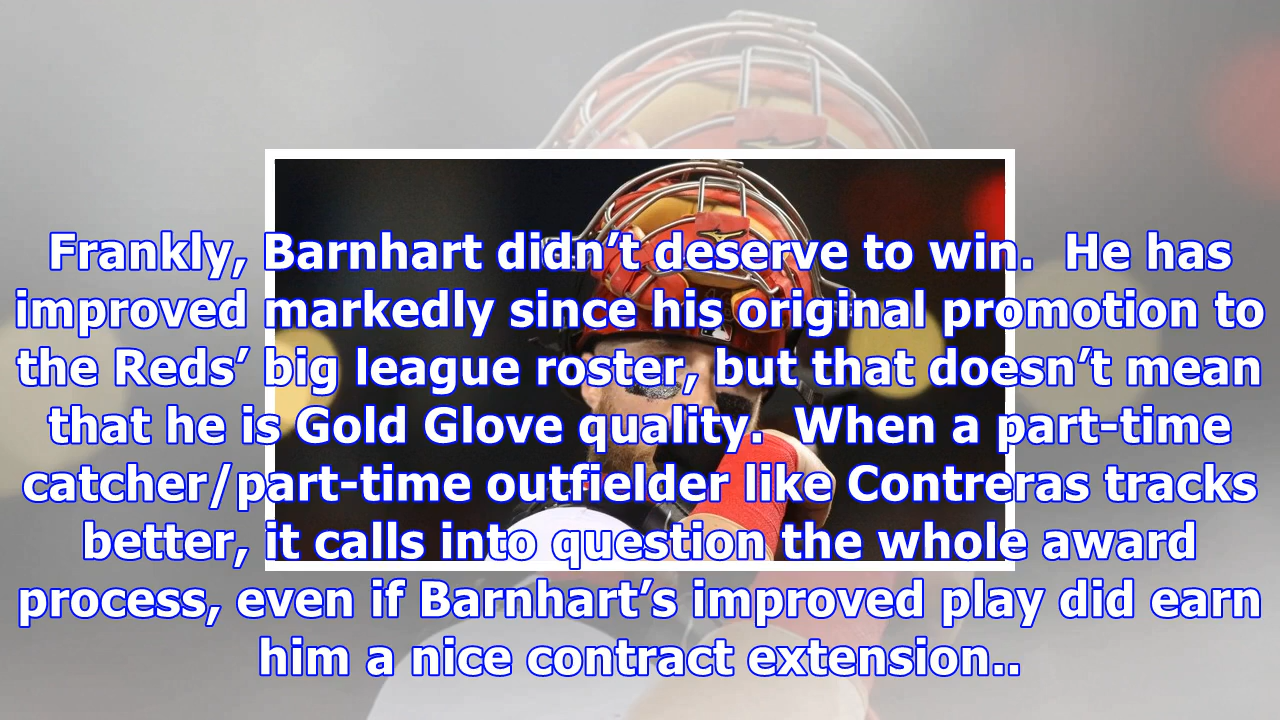 Frankly, Barnhart didn’t deserve to win.  He has
improved markedly since his original promotion to
the Reds’ big league roster, but that doesn’t mean
that he is Gold Glove quality.  When a part-time
catcher/part-time outfielder like Contreras tracks
better, it calls into question the whole award
process, even if Barnhart’s improved play did earn
him a nice contract extension..